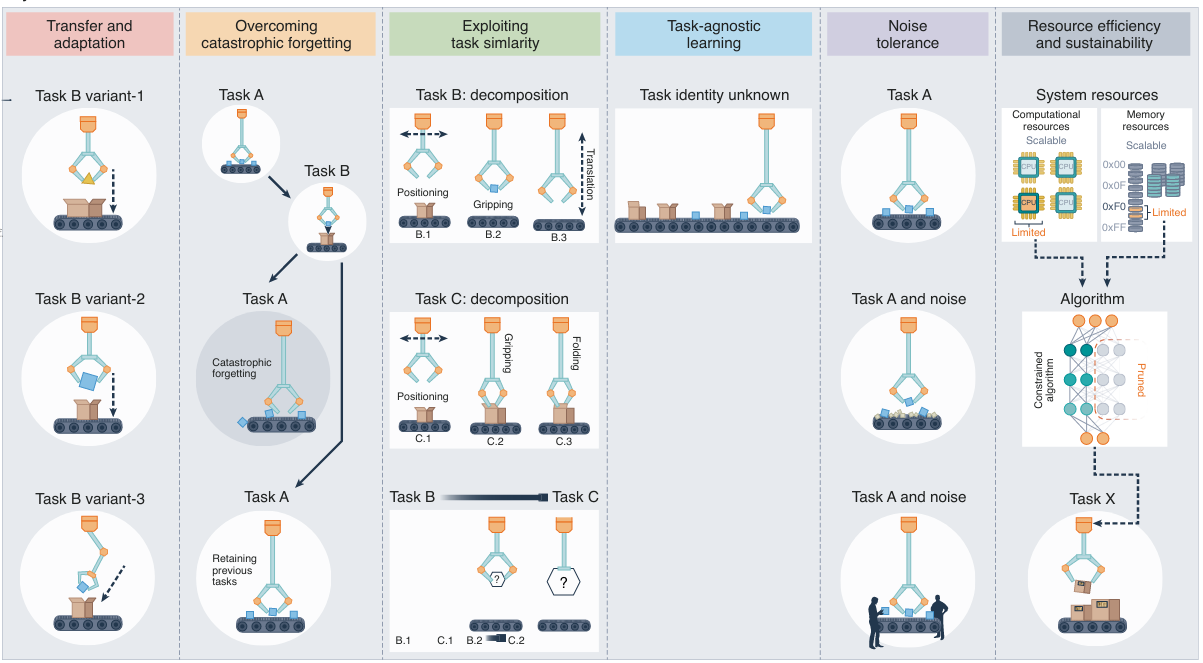 Transfer and
adaptation
Overcoming
catastrophic forgetting
Exploiting
task simlarity
Task-agnostic
learning
Noise
tolerance
Resource efficiency
and sustainability
Task B variant-1
Task B variant-2
Task B variant-3
Task A
Task B
Task A
Catastrophic
forgetting
Task A
Retaining
previous
tasks
Task B: decomposition
Positioning
Gripping
Translation
B.1
B.2
B.3
Task C: decomposition
Positioning
Gripping
Folding
C.1
C.2
C.3
Task B
Task C
?
?
B.1
C.1
B.2
C.2
Task identity unknown
Task A
Task A and noise
Task A and noise
System resources
Computational
resources
Scalable
CPU
CPU
CPU
CPU
Limited
Memory
resources
Scalable
0x00
0x0F
0xF0
0xFF
Limited
Algorithm
Constrained
algorithm
Pruned
Task X